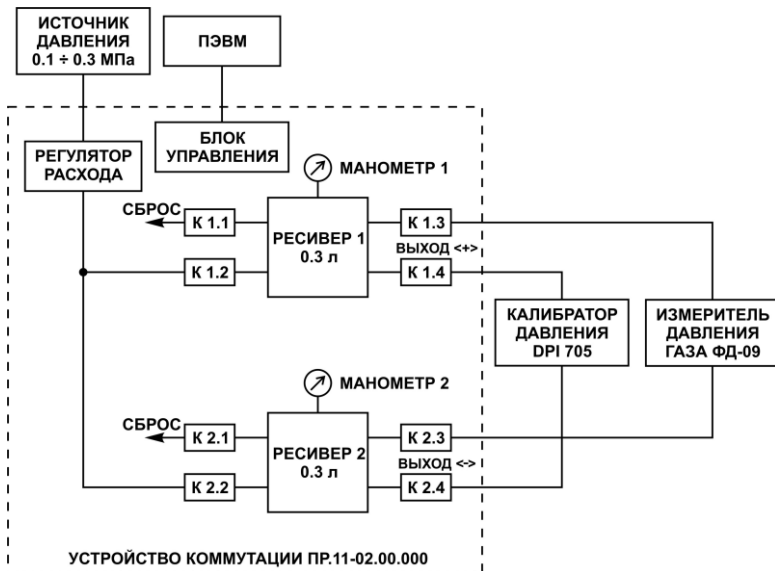 ИСТОЧНИК
ДАВЛЕНИЯ
0.1 ÷ 0.3 МПа
ПЭВМ
РЕГУЛЯТОР
РАСХОДА
БЛОК
УПРАВЛЕНИЯ
МАНОМЕТР 1
СБРОС
К 1.1
К 1.2
РЕСИВЕР 1
0.3 л
К 1.3
ВЫХОД <+>
К 1.4
КАЛИБРАТОР
ДАВЛЕНИЯ
DPI 705
ИЗМЕРИТЕЛЬ
ДАВЛЕНИЯ
ГАЗА ФД-09
МАНОМЕТР 2
СБРОС
К 2.1
К 2.2
РЕСИВЕР 2
0.3 л
К 2.3
ВЫХОД <->
К 2.4
УСТРОЙСТВО КОММУТАЦИИ ПР.11-02.00.000